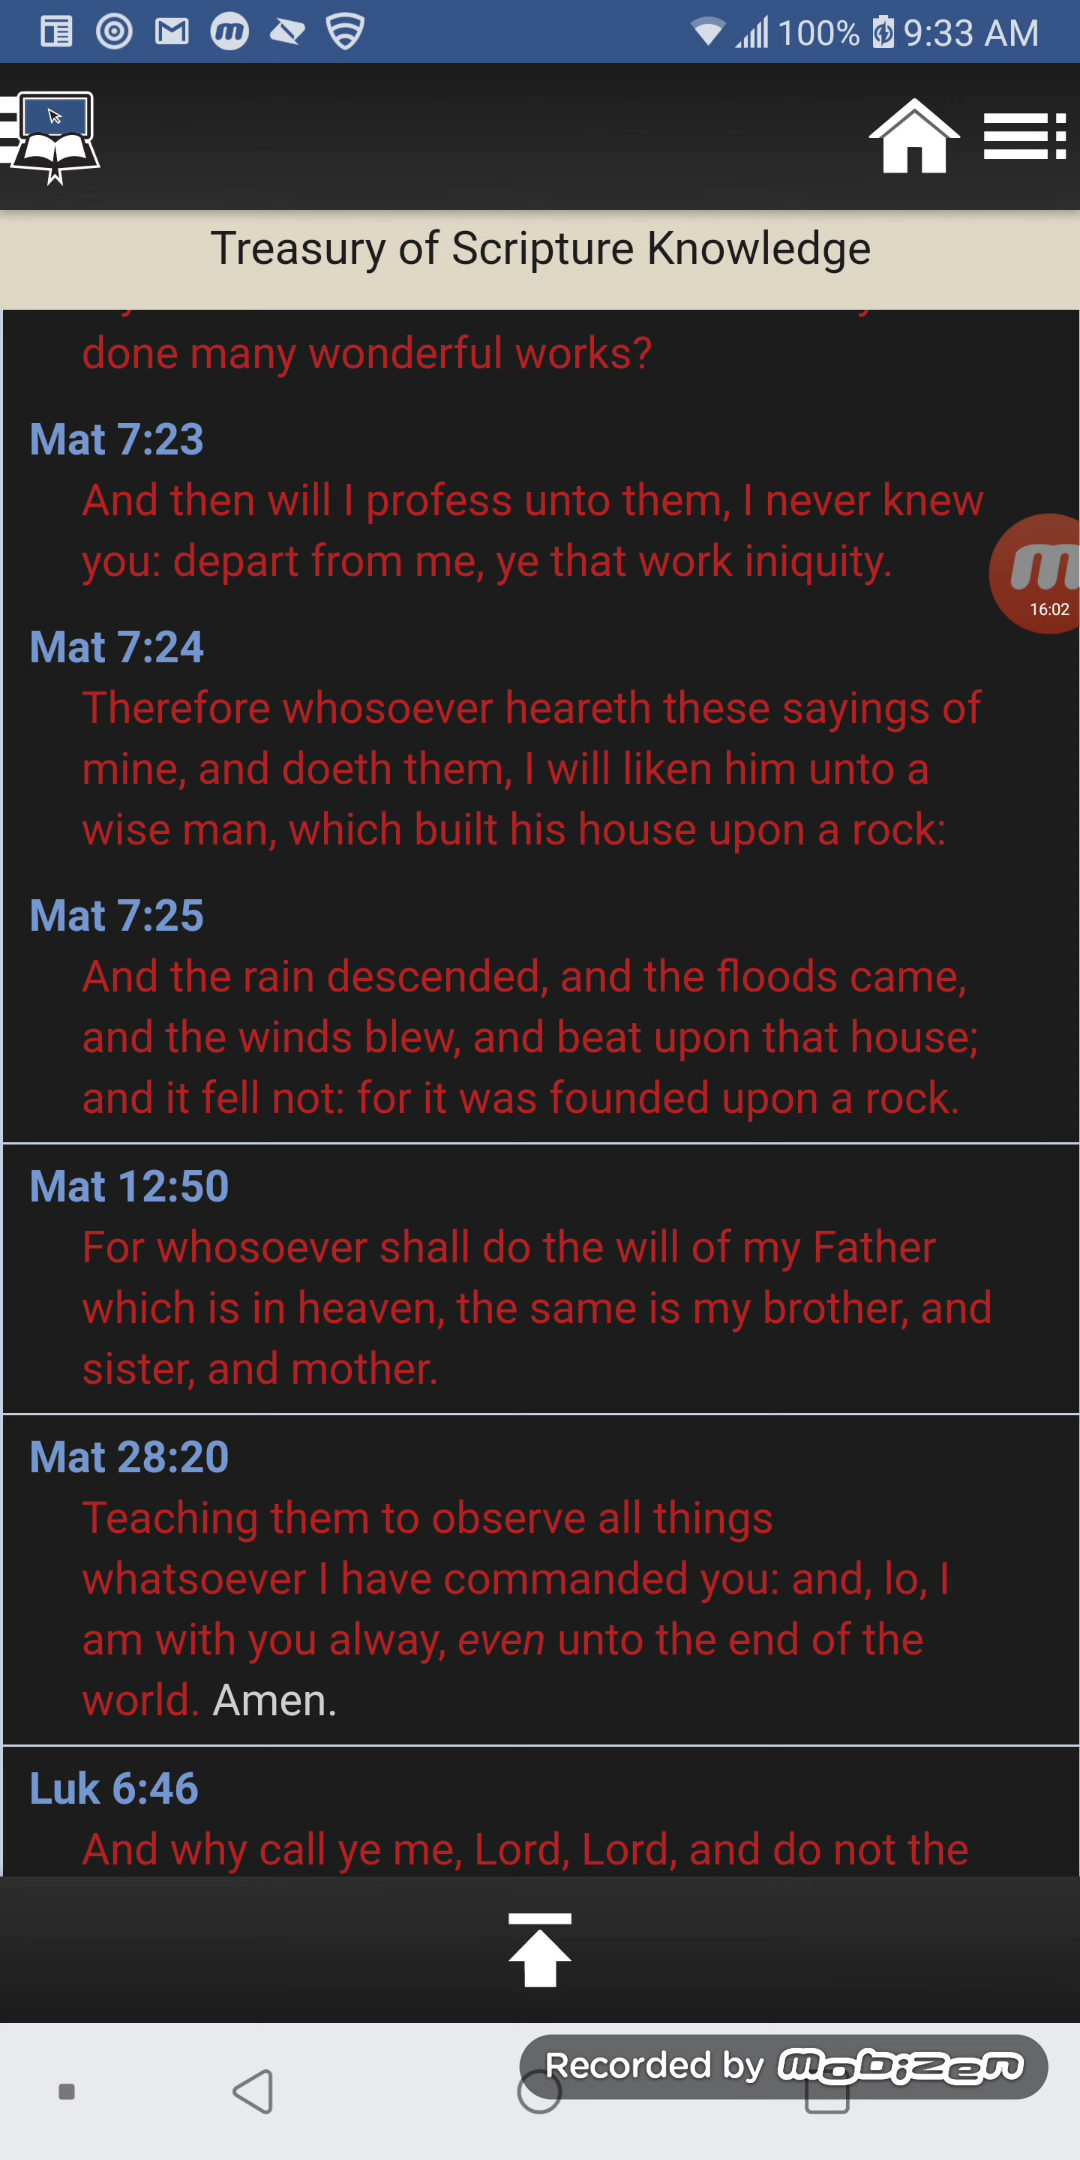 100% 9:33 AM
Treasury of Scripture Knowledge
done many wonderful works?
Mat 7:23
And then will I profess unto them, I never knew
you: depart from me, ye that work iniquity.
m
16:02
Mat 7:24
Therefore whosoever heareth these sayings of
mine, and doeth them, I will liken him unto a
wise man, which built his house upon a rock:
Mat 7:25
And the rain descended, and the floods came,
and the winds blew, and beat upon that house;
and it fell not: for it was founded upon a rock.
Mat 12:50
For whosoever shall do the will of my Father
which is in heaven, the same is my brother, and
sister, and mother.
Mat 28:20
Teaching them to observe all things
whatsoever I have commanded you: and, lo, I
am with you alway, even unto the end of the
world. Amen.
Luk 6:46
And why call ye me, Lord, Lord, and do not the
Recorded by mobizen